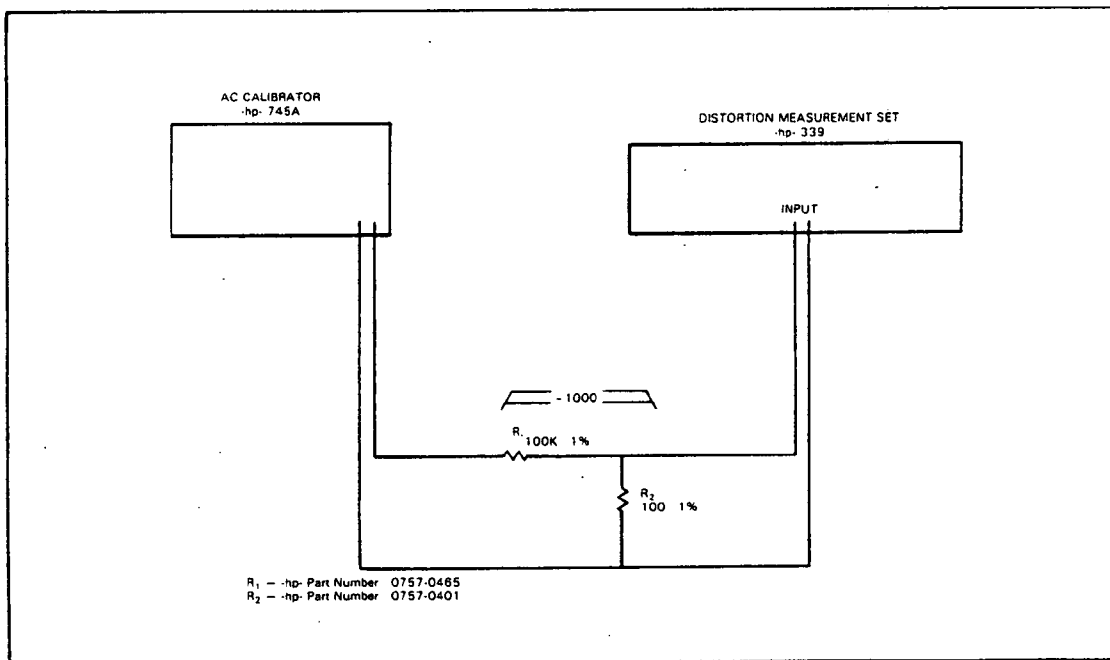 AC CALIBRATOR
-hp- 745A
DISTORTION MEASUREMENT SET
-hp- 339
INPUT
- 1000
R.
100K 1%
R2
100 1%
R1 – -hp- Part Number 0757-0465
R2 – -hp- Part Number 0757-0401